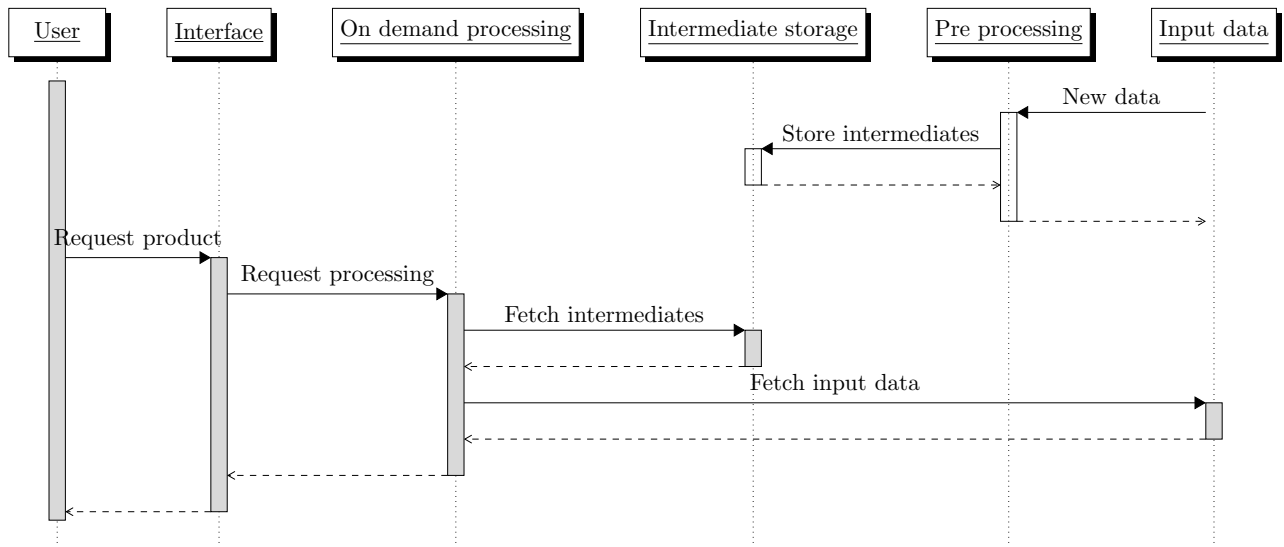 User
Interface
On demand processing
Intermediate storage
Pre processing
Input data
New data
Store intermediates
Request product
Request processing
Fetch intermediates
Fetch input data